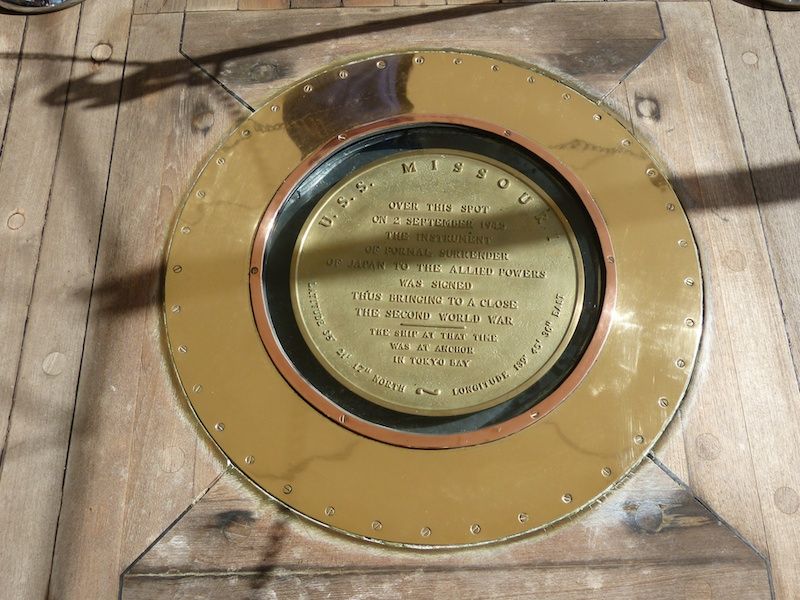 U.S.S. MISSOURI
OVER THIS SPOT
ON 2 SEPTEMBER 1945
THE INSTRUMENT
OF FORMAL SURRENDER
OF JAPAN TO THE ALLIED POWERS
WAS SIGNED
THUS BRINGING TO A CLOSE
THE SECOND WORLD WAR
THE SHIP AT THAT TIME
WAS AT ANCHOR
IN TOKYO BAY
LATITUDE 35° 21' 17" NORTH ~ LONGITUDE 139° 45' 36" EAST